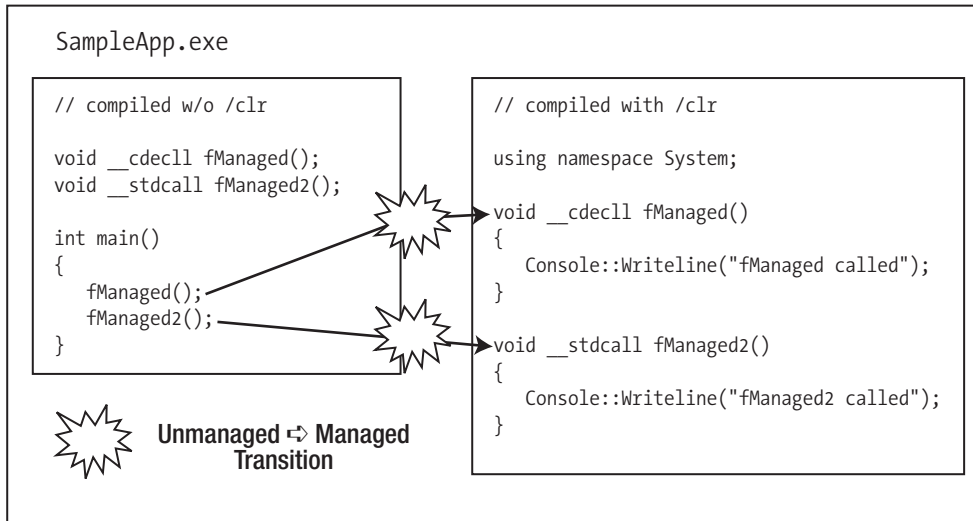 SampleApp.exe
// compiled w/o /clr
void __cdecll fManaged();
void __stdcall fManaged2();
int main()
{
fManaged();
fManaged2();
}
// compiled with /clr
using namespace System;
void __cdecll fManaged()
{
Console::Writeline("fManaged called");
}
void __stdcall fManaged2()
{
Console::Writeline("fManaged2 called");
}
Unmanaged ➪ Managed
Transition